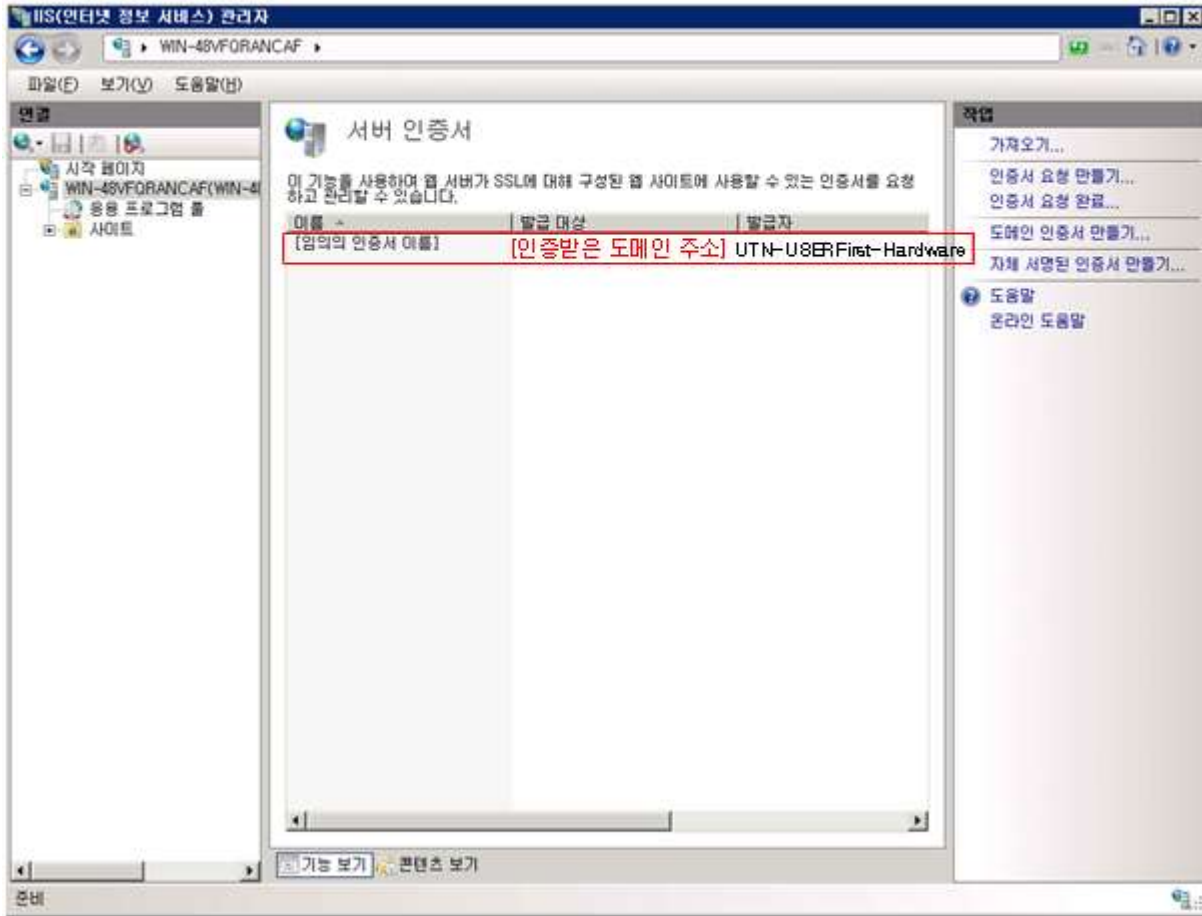 IIS(인터넷 정보 서비스) 관리자
WIN-48VFORANCAF
파일(F) 보기(V) 도움말(H)
연결
시작 페이지
WIN-48VFORANCAF(WIN-4
응용 프로그램 풀
사이트
서버 인증서
이 기능을 사용하여 웹 서버가 SSL에 대해 구성된 웹 사이트에 사용할 수 있는 인증서를 요청
하고 관리할 수 있습니다.
이름 발급 대상 발급자
[임의의 인증서 이름] [인증받은 도메인 주소] UTN-USERFirst-Hardware
기능 보기 콘텐츠 보기
작업
가져오기...
인증서 요청 만들기...
인증서 요청 완료...
도메인 인증서 만들기...
자체 서명된 인증서 만들기...
도움말
온라인 도움말
준비